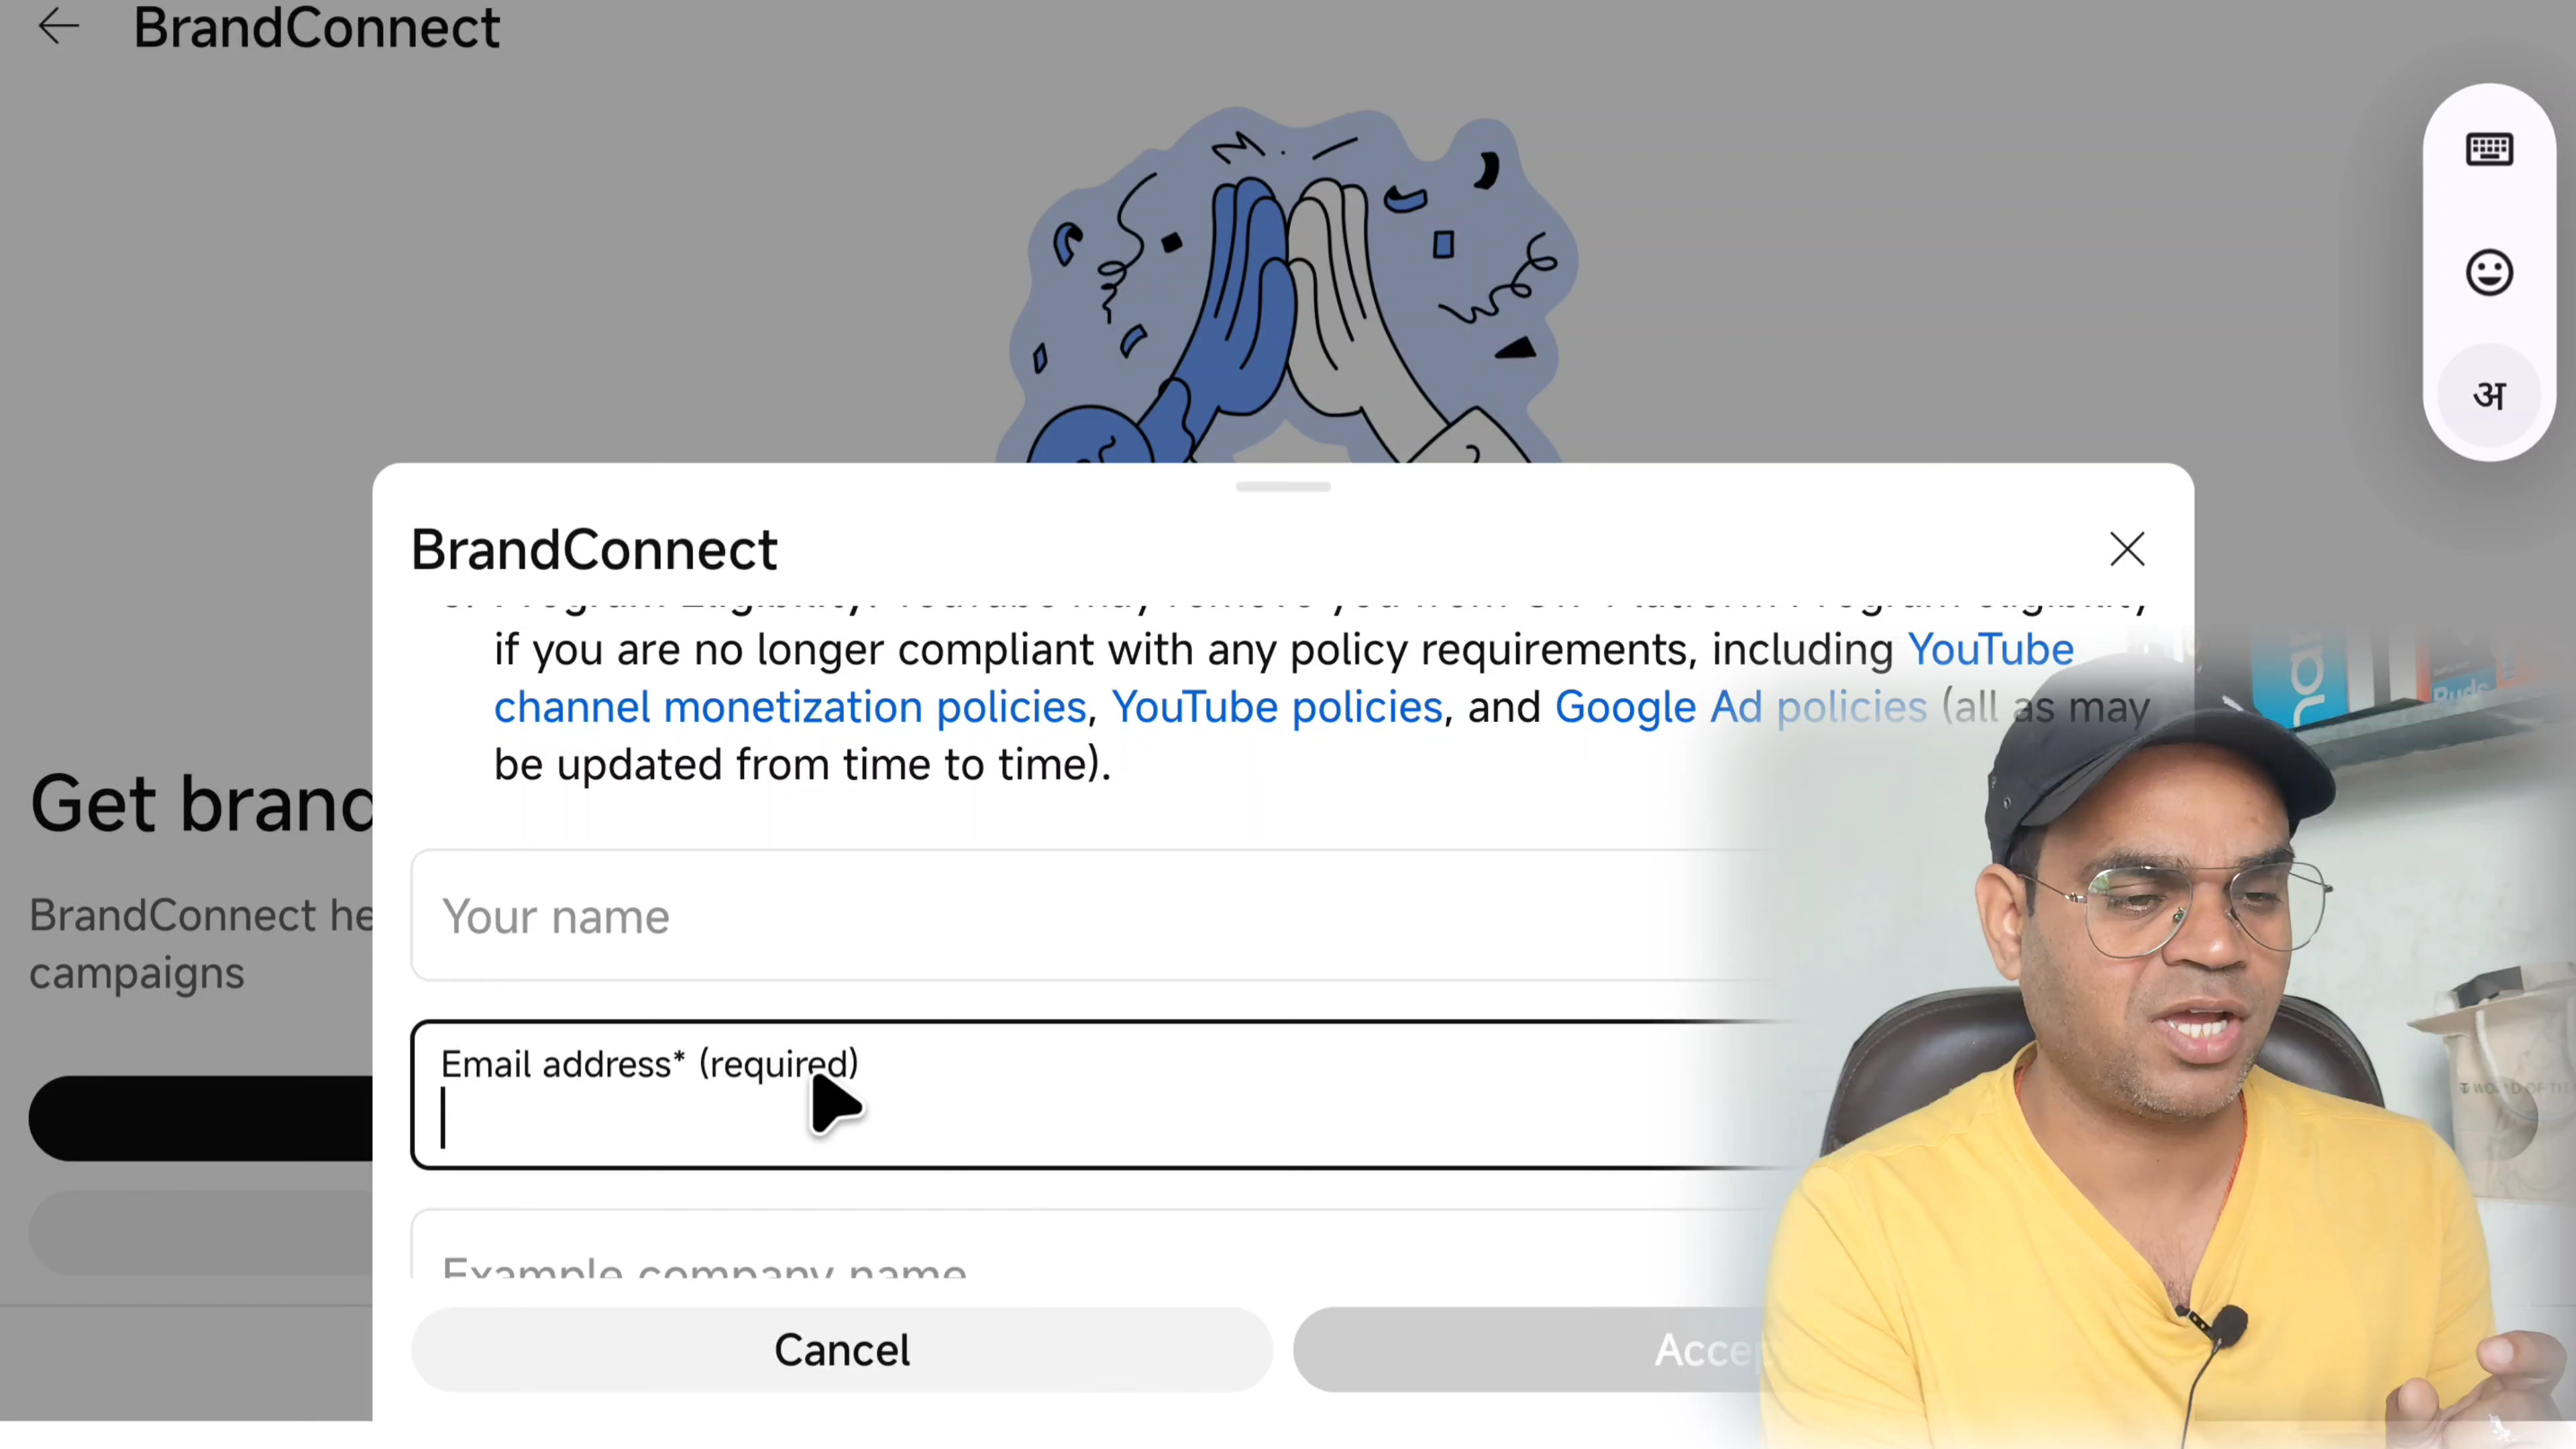 BrandConnect
अ
BrandConnect
if you are no longer compliant with any policy requirements, including YouTube
channel monetization policies, YouTube policies, and Google Ad policies (all as may
be updated from time to time).
Get brand
BrandConnect he
campaigns
Your name
Email address* (required)
Example company name
Cancel
Accep